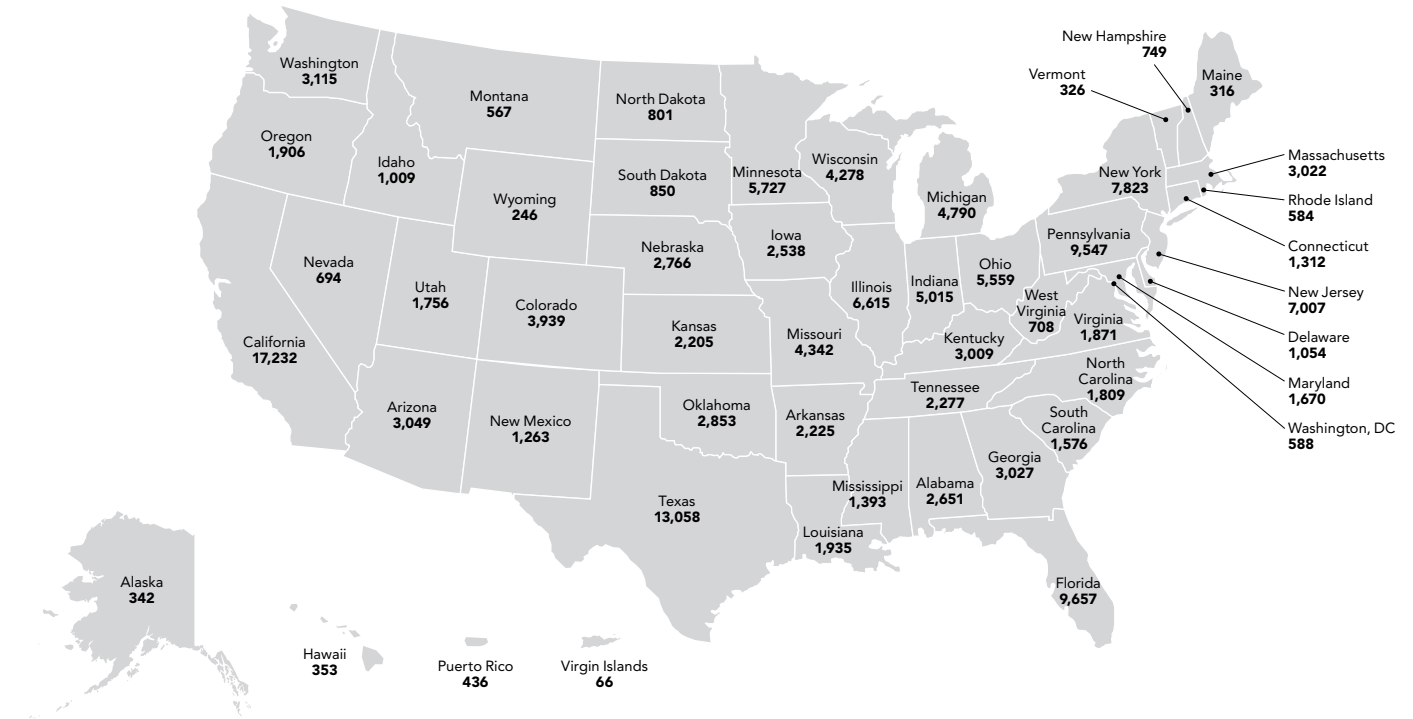 New Hampshire
749
Vermont
326
Maine
316
Washington
3,115
Montana
567
North Dakota
801
Oregon
1,906
Idaho
1,009
Wyoming
246
South Dakota
850
Minnesota
5,727
Wisconsin
4,278
Michigan
4,790
New York
7,823
Massachusetts
3,022
Rhode Island
584
Connecticut
1,312
New Jersey
7,007
Delaware
1,054
Maryland
1,670
Washington, DC
588
Nevada
694
Utah
1,756
Colorado
3,939
Nebraska
2,766
Iowa
2,538
Illinois
6,615
Indiana
5,015
Ohio
5,559
Pennsylvania
9,547
West
Virginia
708
Virginia
1,871
California
17,232
Kansas
2,205
Missouri
4,342
Kentucky
3,009
North
Carolina
1,809
Tennessee
2,277
South
Carolina
1,576
Arizona
3,049
New Mexico
1,263
Oklahoma
2,853
Arkansas
2,225
Georgia
3,027
Mississippi
1,393
Alabama
2,651
Texas
13,058
Louisiana
1,935
Florida
9,657
Alaska
342
Hawaii
353
Puerto Rico
436
Virgin Islands
66